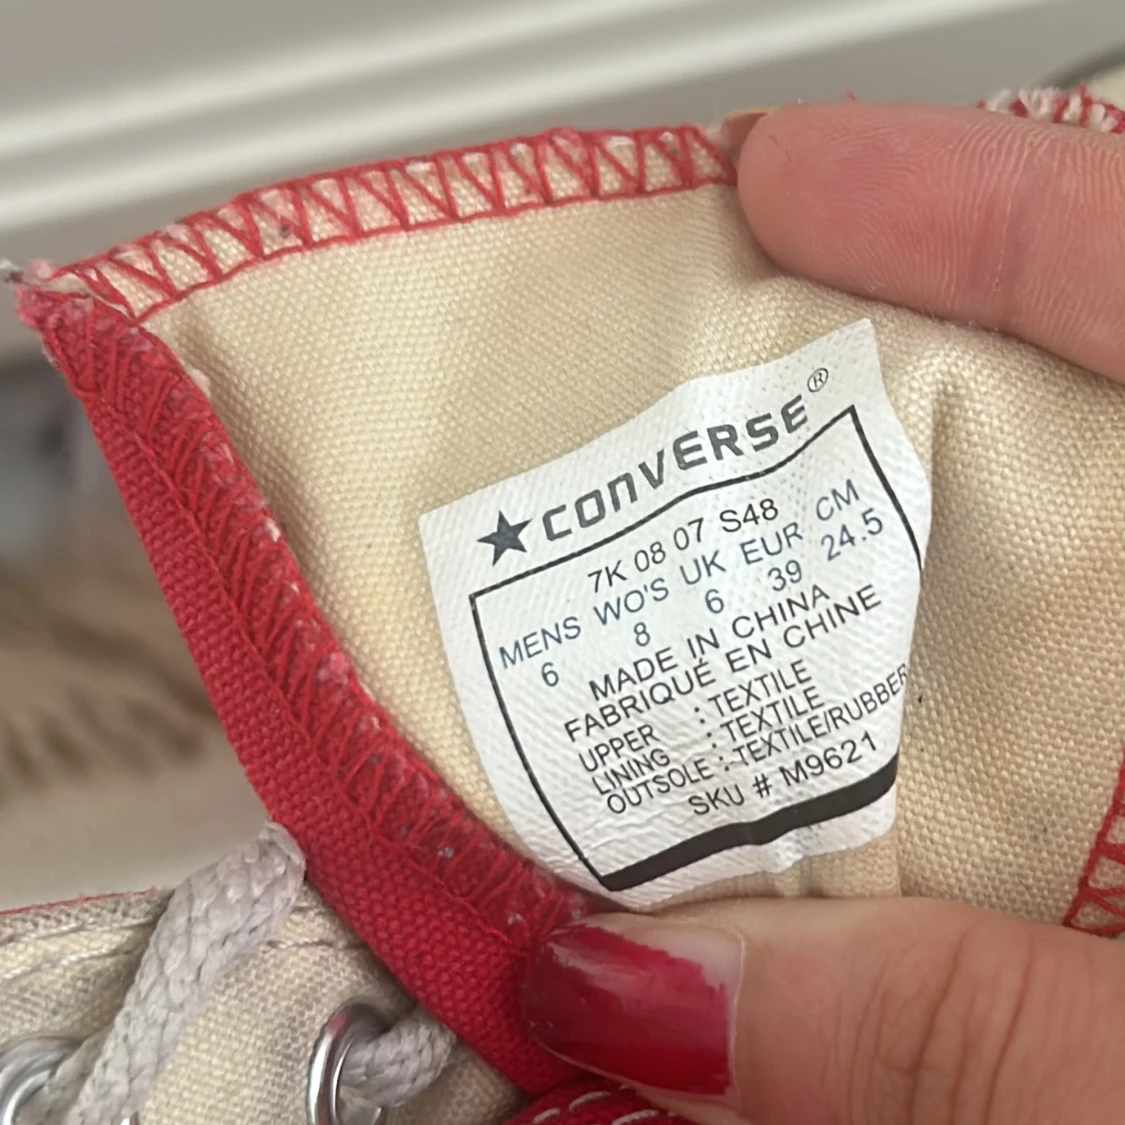 ★CONVERSE®
7K 08 07 S48
MENS WO'S UK EUR CM
6 8 6 39 24.5
MADE IN CHINA
FABRIQUÉ EN CHINE
UPPER : TEXTILE
LINING : TEXTILE
OUTSOLE : TEXTILE/RUBBER
SKU # M9621